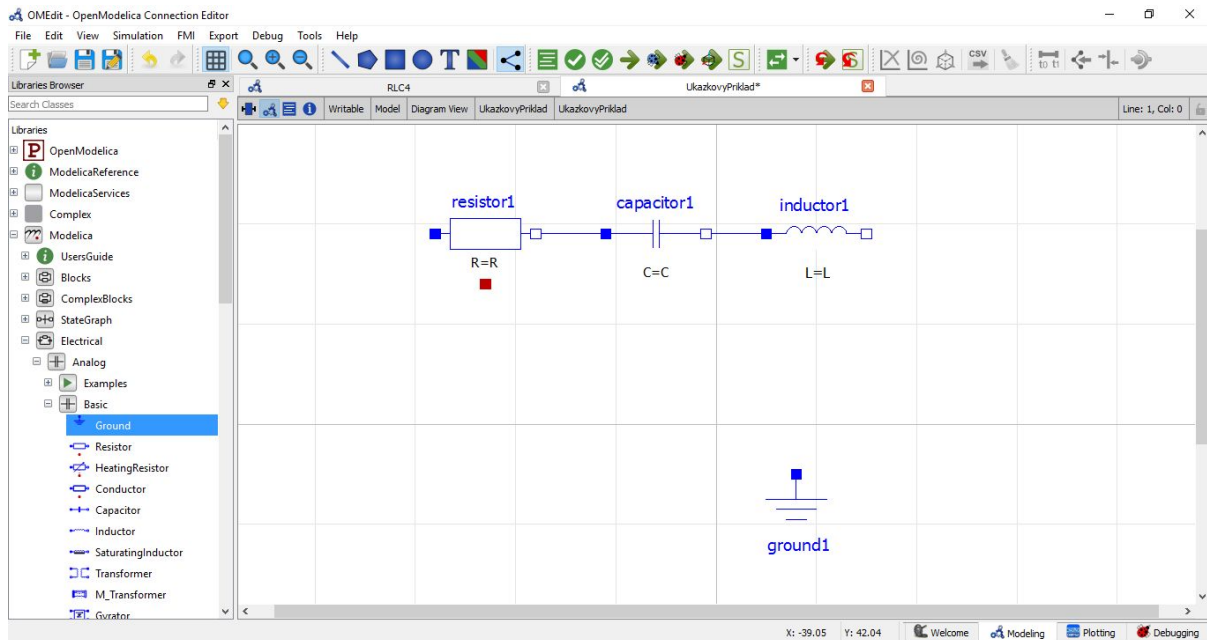 OMEdit - OpenModelica Connection Editor
File Edit View Simulation FMI Export Debug Tools Help
T S S CSV to t1
Libraries Browser
RLC4 UkazkovyPriklad*
Search Classes
Writable Model Diagram View UkazkovyPriklad UkazkovyPriklad Line: 1, Col: 0
Libraries
P OpenModelica
i ModelicaReference
ModelicaServices
Complex
Modelica
i UsersGuide
Blocks
ComplexBlocks
StateGraph
Electrical
Analog
Examples
Basic
Ground
Resistor
HeatingResistor
Conductor
Capacitor
Inductor
SaturatingInductor
Transformer
M_Transformer
Gyrator
resistor1 capacitor1 inductor1
R=R C=C L=L
ground1
X: -39.05 Y: 42.04 Welcome Modeling Plotting Debugging